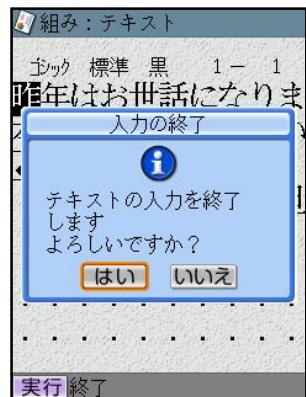 組み:テキスト
ゴシック 標準 黒 1- 1
昨年はお世話になりま
入力の終了
テキストの入力を終了
します
よろしいですか?
はい いいえ
実行 終了